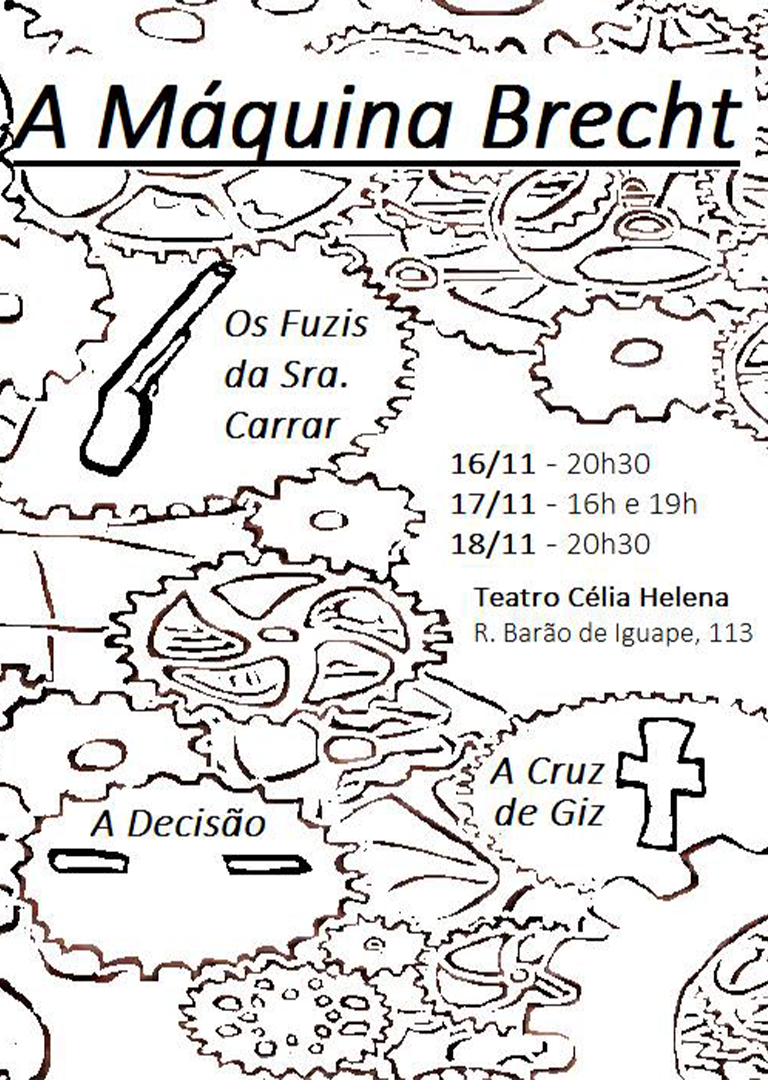 A Máquina Brecht
Os Fuzis
da Sra.
Carrar
16/11 - 20h30
17/11 - 16h e 19h
18/11 - 20h30
Teatro Célia Helena
R. Barão de Iguape, 113
A Cruz
de Giz
A Decisão